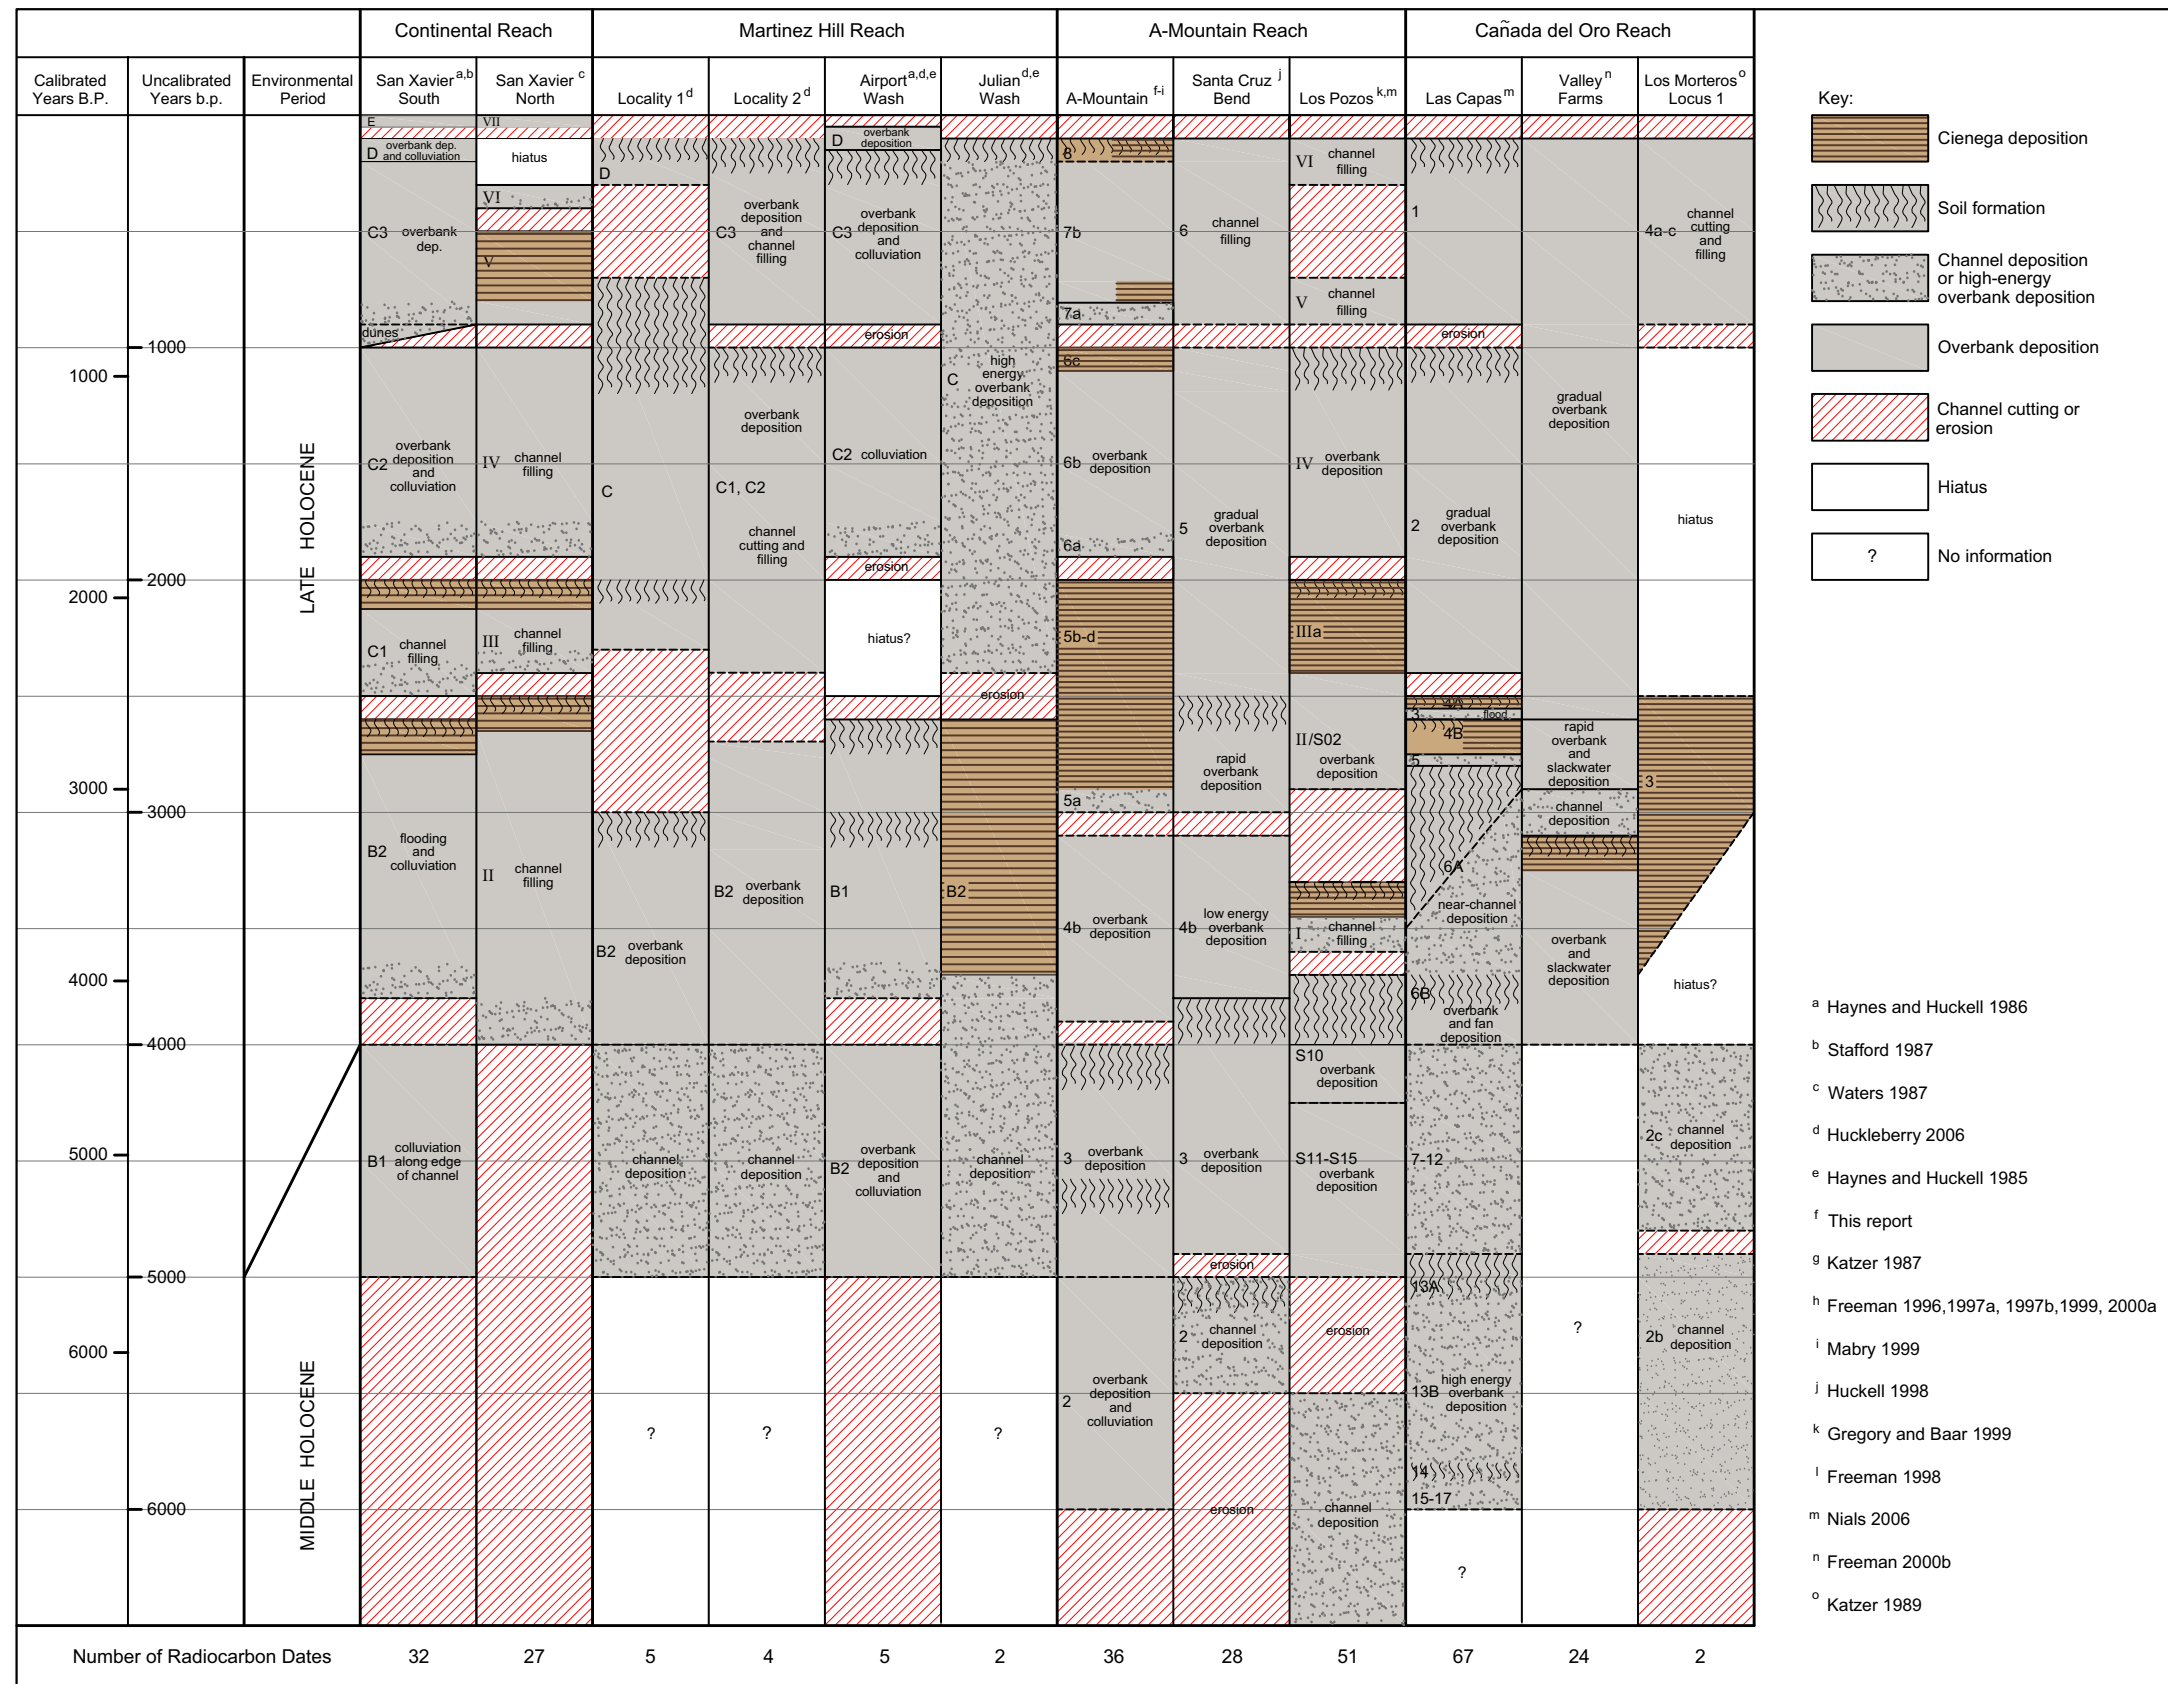 Continental Reach
Martinez Hill Reach
A-Mountain Reach
Cañada del Oro Reach
Calibrated
Years B.P.
Uncalibrated
Years b.p.
Environmental
Period
San Xavier a,b
South
San Xavier c
North
Locality 1 d
Locality 2 d
Airport a,d,e
Wash
Julian d,e
Wash
A-Mountain f-i
Santa Cruz j
Bend
Los Pozos k,m
Las Capas m
Valley n
Farms
Los Morteros o
Locus 1
1000
2000
3000
4000
5000
6000
1000
2000
3000
4000
5000
6000
LATE HOLOCENE
MIDDLE HOLOCENE
E
D overbank dep.
and colluviation
C3 overbank
dep.
dunes
C2 overbank
deposition
and
colluviation
C1 channel
filling
B2 flooding
and
colluviation
B1 colluviation
along edge
of channel
VII
hiatus
VI
V
IV channel
filling
III channel
filling
II channel
filling
D
C
B2 overbank
deposition
channel
deposition
?
C3 overbank
deposition
and
channel
filling
overbank
deposition
C1, C2
channel
cutting and
filling
B2 overbank
deposition
channel
deposition
?
D overbank
deposition
C3 overbank
deposition
and
colluviation
erosion
C2 colluviation
erosion
hiatus?
B1
B2 overbank
deposition
and
colluviation
C high
energy
overbank
deposition
erosion
B2
channel
deposition
?
8
7b
7a
6c
6b overbank
deposition
6a
5b-d
5a
4b overbank
deposition
3 overbank
deposition
2 overbank
deposition
and
colluviation
6 channel
filling
5 gradual
overbank
deposition
rapid
overbank
deposition
4b low energy
overbank
deposition
3 overbank
deposition
erosion
2 channel
deposition
erosion
VI channel
filling
V channel
filling
IV overbank
deposition
IIIa
II/S02
overbank
deposition
I channel
filling
S10
overbank
deposition
S11-S15
overbank
deposition
erosion
channel
deposition
1
erosion
2 gradual
overbank
deposition
4A
3 flood
4B
5
6A
near-channel
deposition
6B
overbank
and fan
deposition
7-12
13A
13B high energy
overbank
deposition
14
15-17
?
gradual
overbank
deposition
rapid
overbank
and
slackwater
deposition
channel
deposition
overbank
and
slackwater
deposition
?
4a-c channel
cutting
and
filling
hiatus
3
hiatus?
2c channel
deposition
2b channel
deposition
Number of Radiocarbon Dates 32 27 5 4 5 2 36 28 51 67 24 2
Key:
Cienega deposition
Soil formation
Channel deposition
or high-energy
overbank deposition
Overbank deposition
Channel cutting or
erosion
Hiatus
? No information
a Haynes and Huckell 1986
b Stafford 1987
c Waters 1987
d Huckleberry 2006
e Haynes and Huckell 1985
f This report
g Katzer 1987
h Freeman 1996,1997a, 1997b,1999, 2000a
i Mabry 1999
j Huckell 1998
k Gregory and Baar 1999
l Freeman 1998
m Nials 2006
n Freeman 2000b
o Katzer 1989